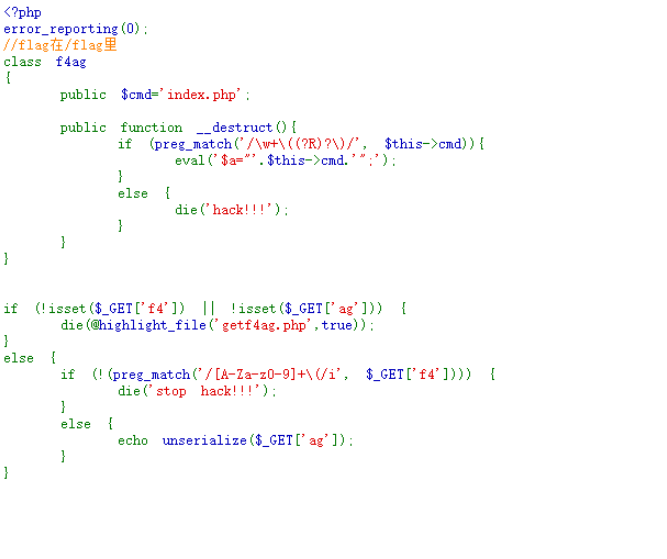 <?php
error_reporting(0);
//flag在/flag里
class f4ag
{
public $cmd='index.php';
public function __destruct(){
if (preg_match('/\w+\((?R)?\)/', $this->cmd)){
eval('$a="'.$this->cmd.'";');
}
else {
die('hack!!!');
}
}
}
if (!isset($_GET['f4']) || !isset($_GET['ag'])) {
die(@highlight_file('getf4ag.php',true));
}
else {
if (!(preg_match('/[A-Za-z0-9]+\(/i', $_GET['f4']))) {
die('stop hack!!!');
}
else {
echo unserialize($_GET['ag']);
}
}